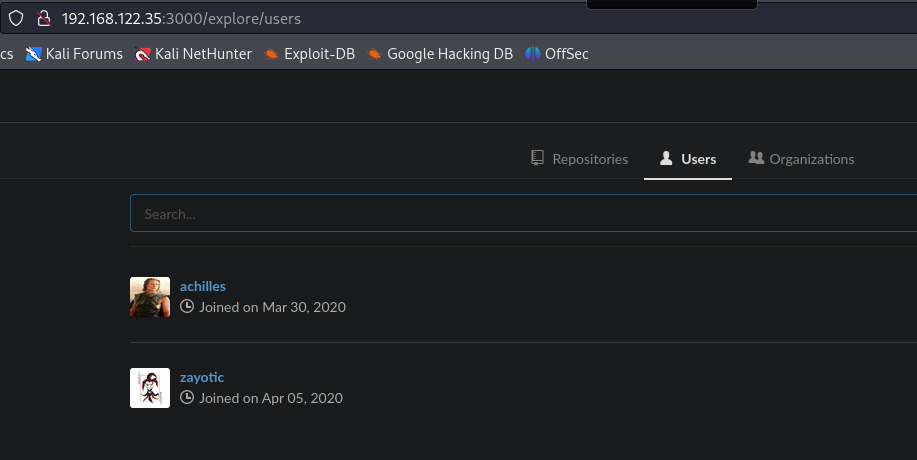 192.168.122.35:3000/explore/users
cs Kali Forums Kali NetHunter Exploit-DB Google Hacking DB OffSec
Repositories Users Organizations
Search...
achilles
Joined on Mar 30, 2020
zayotic
Joined on Apr 05, 2020